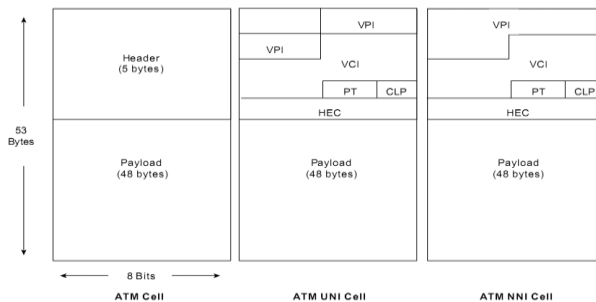 53
Bytes
Header
(5 bytes)
Payload
(48 bytes)
8 Bits
ATM Cell
VPI
VPI
VCI
PT CLP
HEC
Payload
(48 bytes)
ATM UNI Cell
VPI
VCI
PT CLP
HEC
Payload
(48 bytes)
ATM NNI Cell